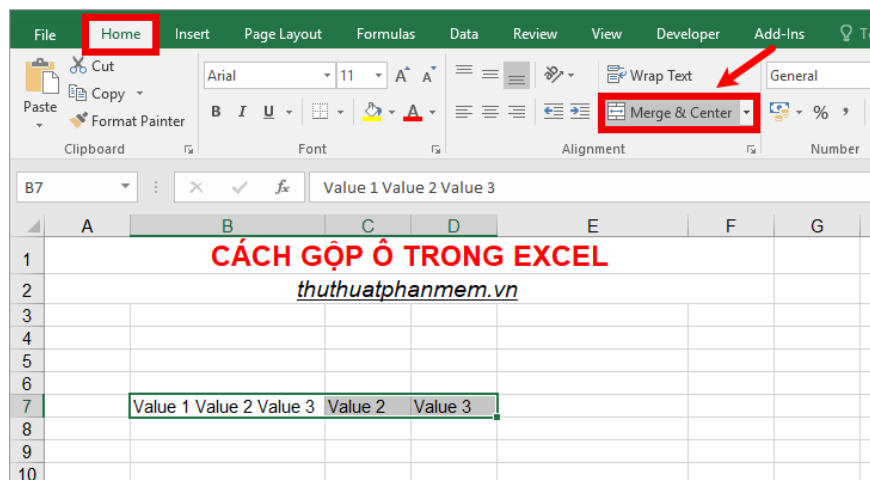 File Home Insert Page Layout Formulas Data Review View Developer Add-Ins
Cut Arial 11 A A Wrap Text General
Copy
Paste Format Painter B I U A Merge & Center % ,
Clipboard Font Alignment Number
B7 fx Value 1 Value 2 Value 3
A B C D E F G
1 CÁCH GỘP Ô TRONG EXCEL
2 thuthuatphanmem.vn
3
4
5
6
7 Value 1 Value 2 Value 3 Value 2 Value 3
8
9
10